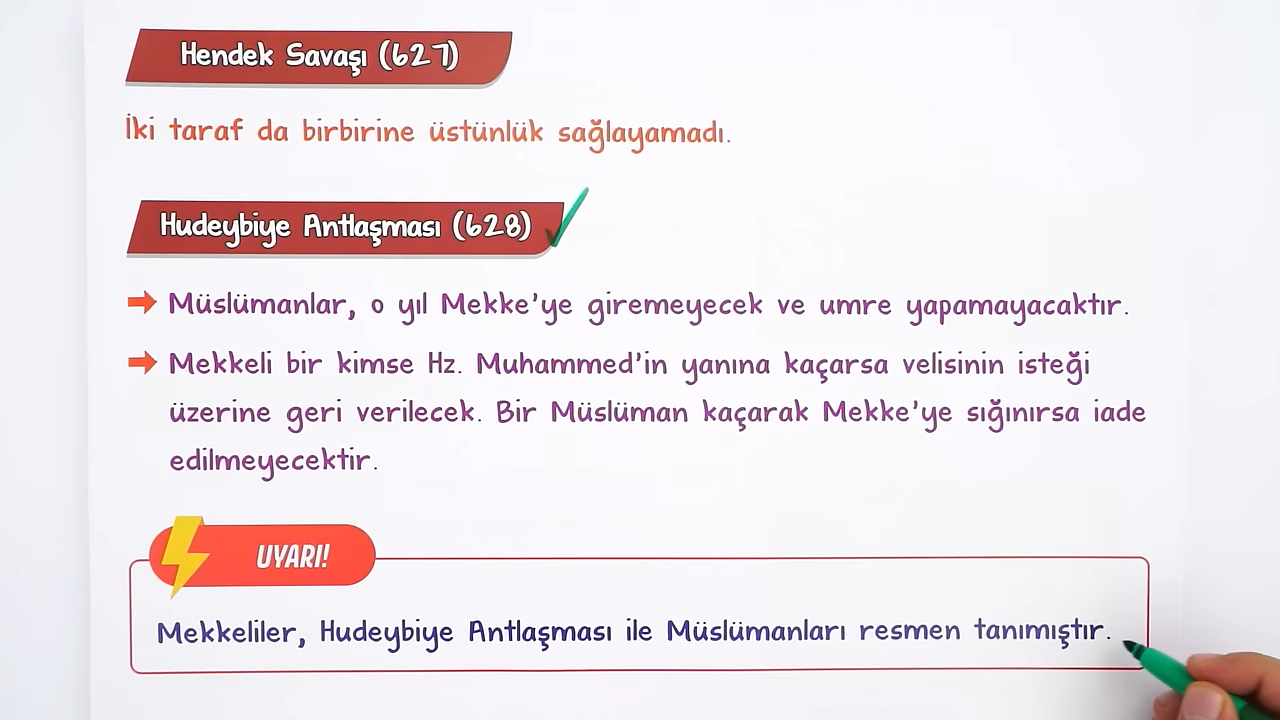 Hendek Savaşı (627)
İki taraf da birbirine üstünlük sağlayamadı.
Hudeybiye Antlaşması (628)
Müslümanlar, o yıl Mekke'ye giremeyecek ve umre yapamayacaktır.
Mekkeli bir kimse Hz. Muhammed'in yanına kaçarsa velisinin isteği
üzerine geri verilecek. Bir Müslüman kaçarak Mekke'ye sığınırsa iade
edilmeyecektir.
UYARI!
Mekkeliler, Hudeybiye Antlaşması ile Müslümanları resmen tanımıştır.